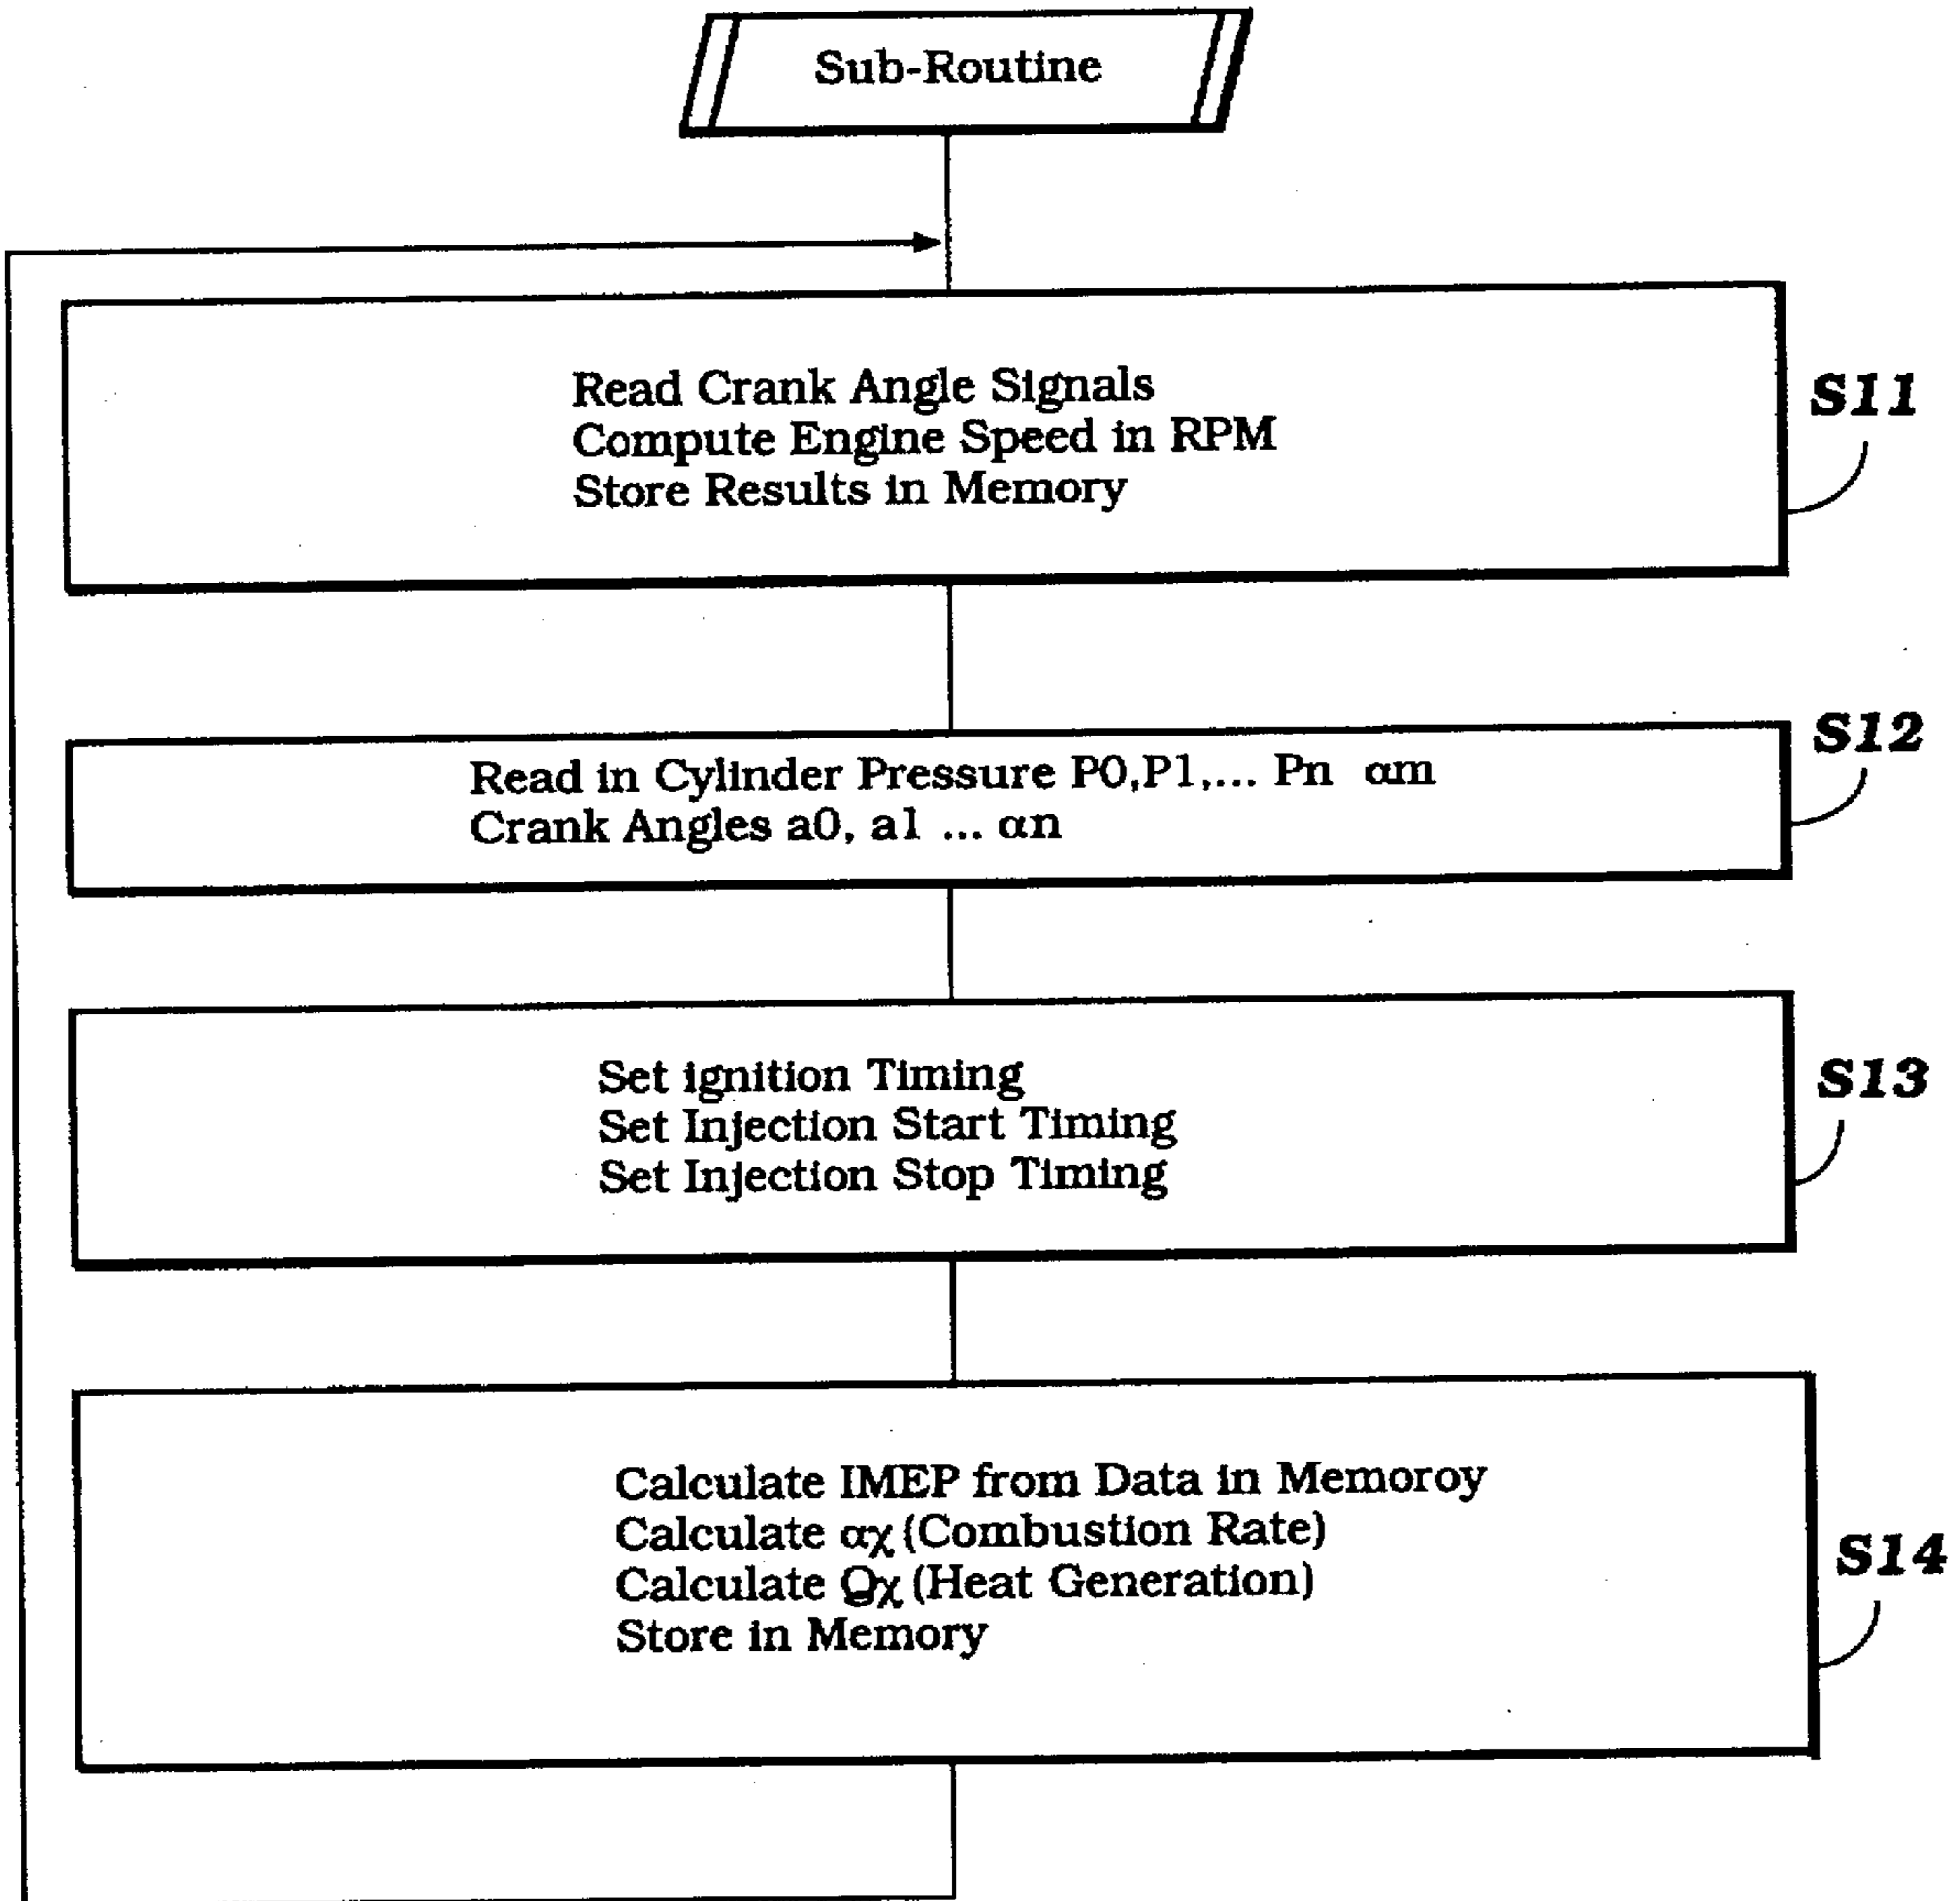 Sub-Routine
Read Crank Angle Signals
Compute Engine Speed in RPM
Store Results in Memory
S11
Read in Cylinder Pressure P0,P1,... Pn αm
Crank Angles a0, a1 ... αn
S12
Set ignition Timing
Set Injection Start Timing
Set Injection Stop Timing
S13
Calculate IMEP from Data in Memoroy
Calculate αχ (Combustion Rate)
Calculate Qχ (Heat Generation)
Store in Memory
S14